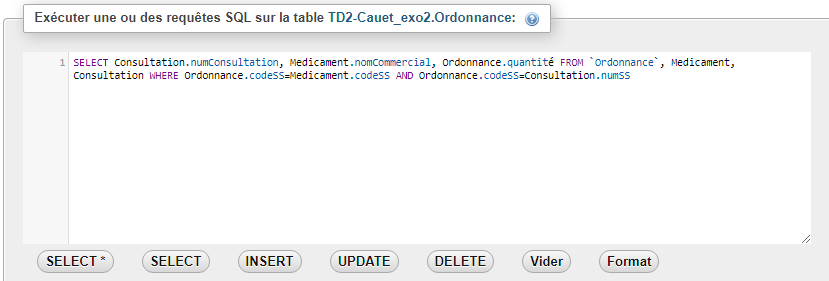 Exécuter une ou des requêtes SQL sur la table TD2-Cauet_exo2.Ordonnance:
1 SELECT Consultation.numConsultation, Medicament.nomCommercial, Ordonnance.quantité FROM `Ordonnance`, Medicament,
Consultation WHERE Ordonnance.codeSS=Medicament.codeSS AND Ordonnance.codeSS=Consultation.numSS
SELECT * SELECT INSERT UPDATE DELETE Vider Format